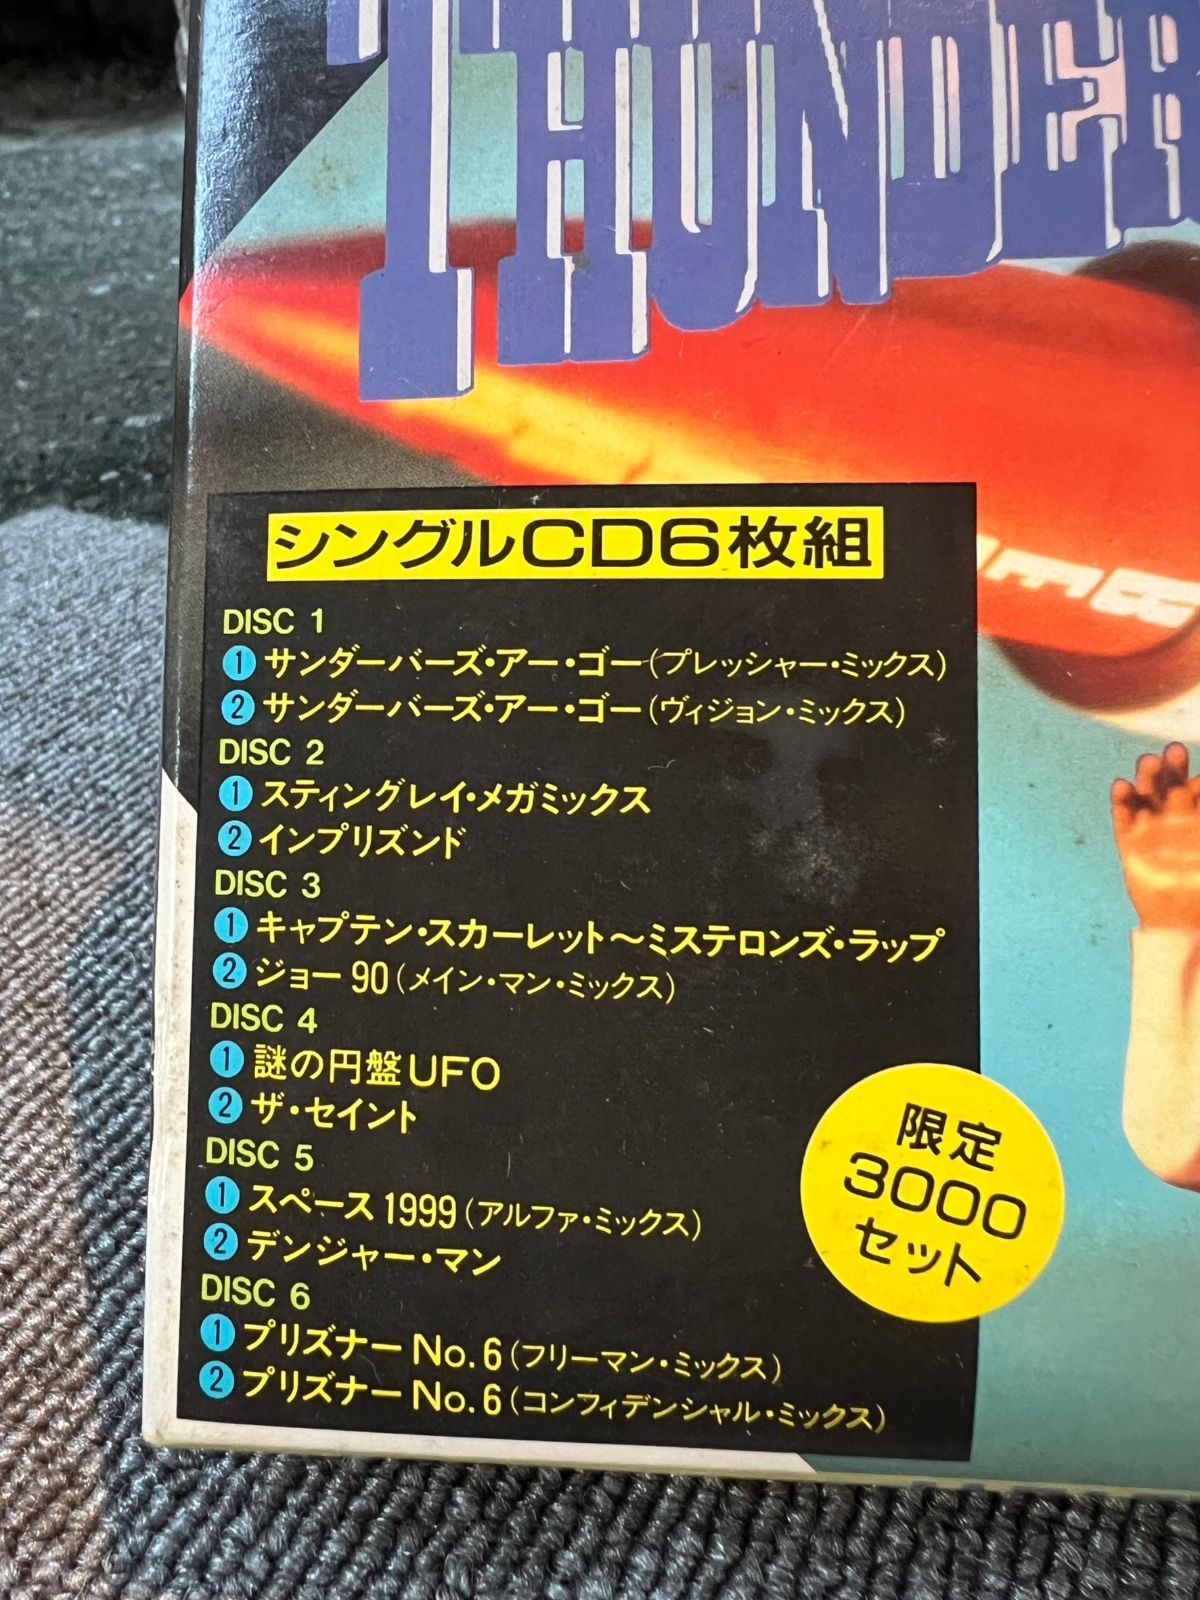 THUNDER
シングルCD6枚組
DISC 1
1 サンダーバーズ・アー・ゴー(プレッシャー・ミックス)
2 サンダーバーズ・アー・ゴー(ヴィジョン・ミックス)
DISC 2
1 スティングレイ・メガミックス
2 インプリズンド
DISC 3
1 キャプテン・スカーレット〜ミステロンズ・ラップ
2 ジョー90(メイン・マン・ミックス)
DISC 4
1 謎の円盤UFO
2 ザ・セイント
DISC 5
1 スペース1999(アルファ・ミックス)
2 デンジャー・マン
DISC 6
1 プリズナーNo.6(フリーマン・ミックス)
2 プリズナーNo.6(コンフィデンシャル・ミックス)
限定
3000
セット